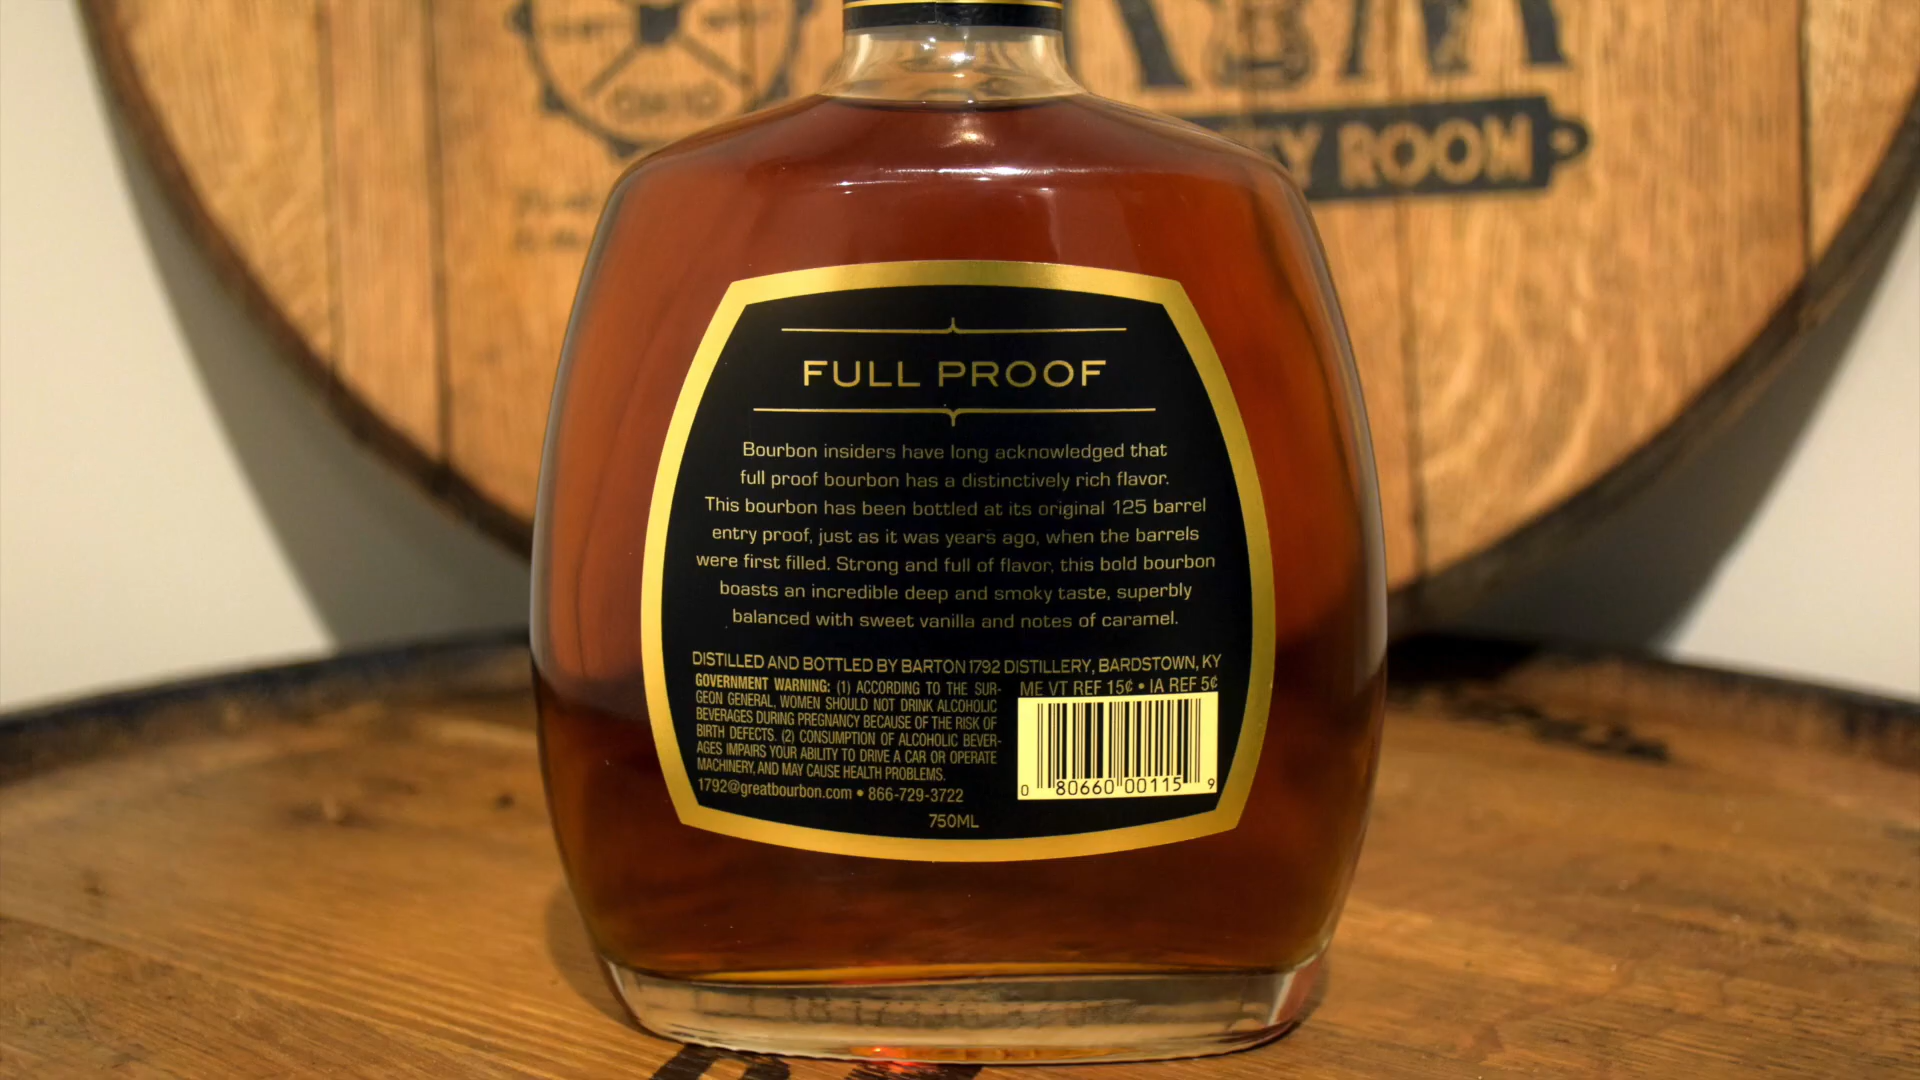 OHIO
ROOM
FULL PROOF
Bourbon insiders have long acknowledged that
full proof bourbon has a distinctively rich flavor.
This bourbon has been bottled at its original 125 barrel
entry proof, just as it was years ago, when the barrels
were first filled. Strong and full of flavor, this bold bourbon
boasts an incredible deep and smoky taste, superbly
balanced with sweet vanilla and notes of caramel.
DISTILLED AND BOTTLED BY BARTON 1792 DISTILLERY, BARDSTOWN, KY
GOVERNMENT WARNING: (1) ACCORDING TO THE SUR-
GEON GENERAL, WOMEN SHOULD NOT DRINK ALCOHOLIC
BEVERAGES DURING PREGNANCY BECAUSE OF THE RISK OF
BIRTH DEFECTS. (2) CONSUMPTION OF ALCOHOLIC BEVER-
AGES IMPAIRS YOUR ABILITY TO DRIVE A CAR OR OPERATE
MACHINERY, AND MAY CAUSE HEALTH PROBLEMS.
1792@greatbourbon.com • 866-729-3722
ME VT REF 15¢ • IA REF 5¢
0 80660 00115 9
750ML